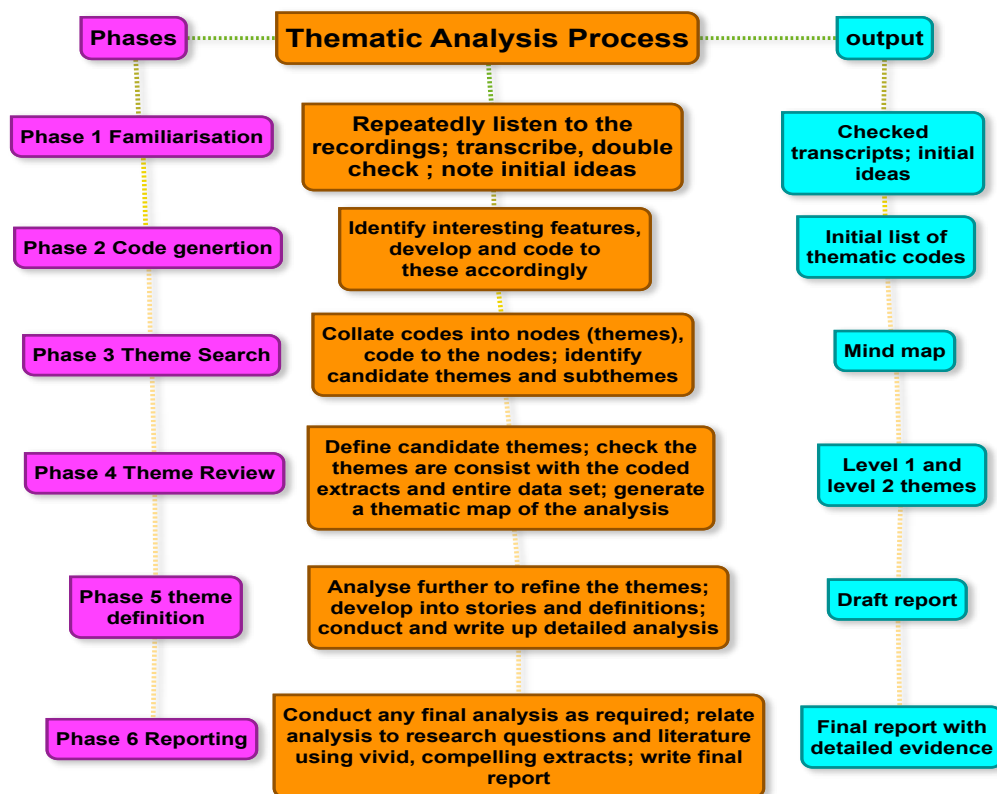 Phases
Thematic Analysis Process
output
Phase 1 Familiarisation
Repeatedly listen to the
recordings; transcribe, double
check ; note initial ideas
Checked
transcripts; initial
ideas
Phase 2 Code genertion
Identify interesting features,
develop and code to
these accordingly
Initial list of
thematic codes
Phase 3 Theme Search
Collate codes into nodes (themes),
code to the nodes; identify
candidate themes and subthemes
Mind map
Phase 4 Theme Review
Define candidate themes; check the
themes are consist with the coded
extracts and entire data set; generate
a thematic map of the analysis
Level 1 and
level 2 themes
Phase 5 theme
definition
Analyse further to refine the themes;
develop into stories and definitions;
conduct and write up detailed analysis
Draft report
Phase 6 Reporting
Conduct any final analysis as required; relate
analysis to research questions and literature
using vivid, compelling extracts; write final
report
Final report with
detailed evidence